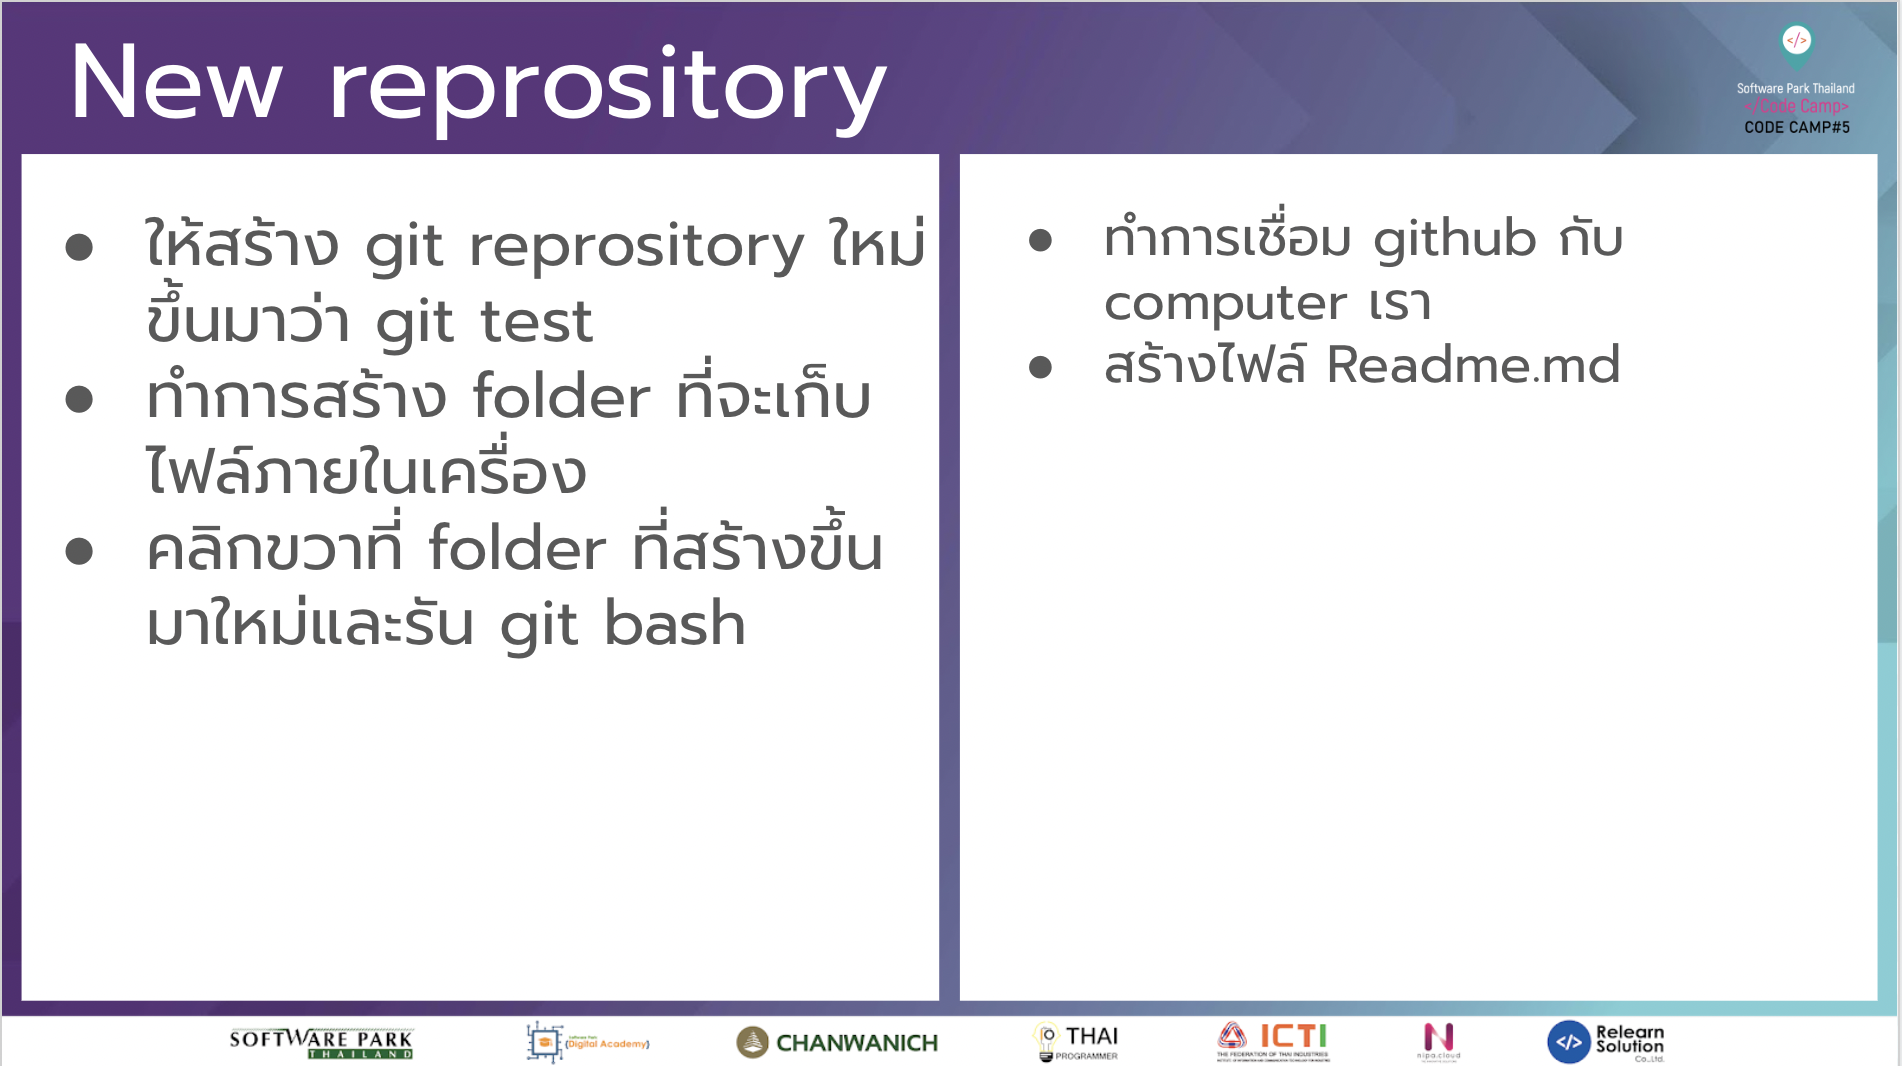 New reprository
</>
Software Park Thailand
</Code Camp>
CODE CAMP#5
● ให้สร้าง git reprository ใหม่
ขึ้นมาว่า git test
● ทำการสร้าง folder ที่จะเก็บ
ไฟล์ภายในเครื่อง
● คลิกขวาที่ folder ที่สร้างขึ้น
มาใหม่และรัน git bash
● ทำการเชื่อม github กับ
computer เรา
● สร้างไฟล์ Readme.md
SOFTWARE PARK
THAILAND
{Digital Academy}
CHANWANICH
THAI
PROGRAMMER
ICTI
THE FEDERATION OF THAI INDUSTRIES
N
nipa.cloud
</>
Relearn
Solution
Co.,Ltd.